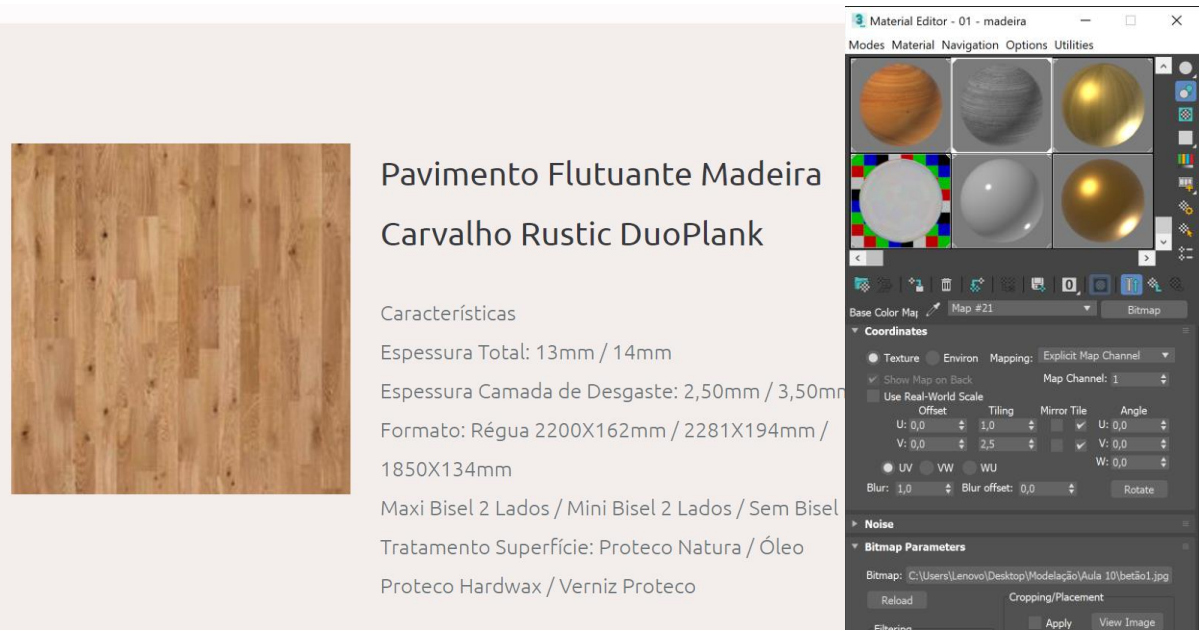 Pavimento Flutuante Madeira
Carvalho Rustic DuoPlank
Características
Espessura Total: 13mm / 14mm
Espessura Camada de Desgaste: 2,50mm / 3,50mm
Formato: Régua 2200X162mm / 2281X194mm /
1850X134mm
Maxi Bisel 2 Lados / Mini Bisel 2 Lados / Sem Bisel
Tratamento Superfície: Proteco Natura / Óleo
Proteco Hardwax / Verniz Proteco
3 Material Editor - 01 - madeira
Modes Material Navigation Options Utilities
0
Base Color Map Map #21 Bitmap
Coordinates
Texture Environ Mapping: Explicit Map Channel
Show Map on Back Map Channel: 1
Use Real-World Scale
Offset Tiling Mirror Tile Angle
U: 0,0 1,0 U: 0,0
V: 0,0 2,5 V: 0,0
UV VW WU W: 0,0
Blur: 1,0 Blur offset: 0,0 Rotate
Noise
Bitmap Parameters
Bitmap: C:\Users\Lenovo\Desktop\Modelação\Aula 10\betão1.jpg
Reload Cropping/Placement
Apply View Image
Filtering